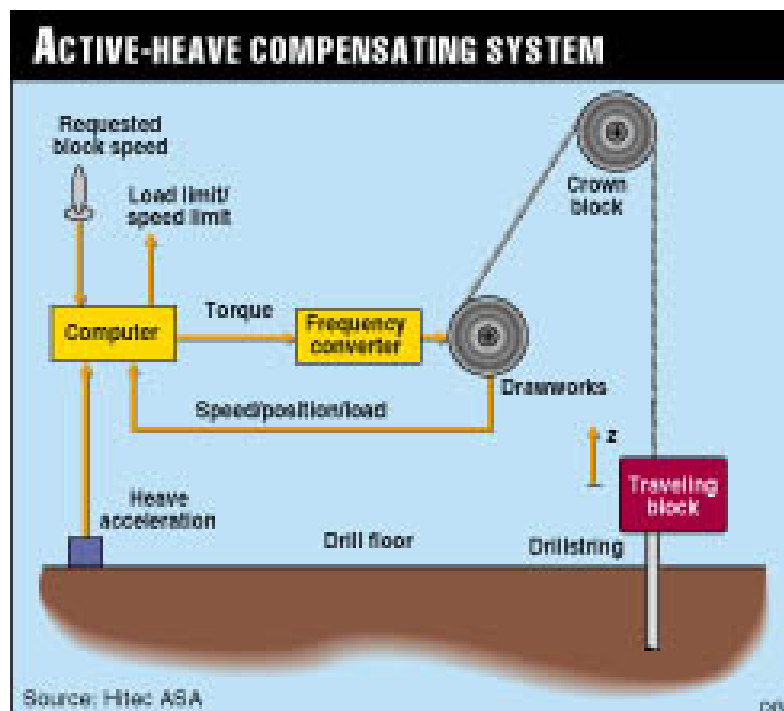 ACTIVE-HEAVE COMPENSATING SYSTEM
Requested
block speed
Load limit/
speed limit
Crown
block
Computer
Torque
Frequency
converter
Drawworks
Speed/position/load
z
Traveling
block
Heave
acceleration
Drill floor
Drillstring
Source: Hitec ASA